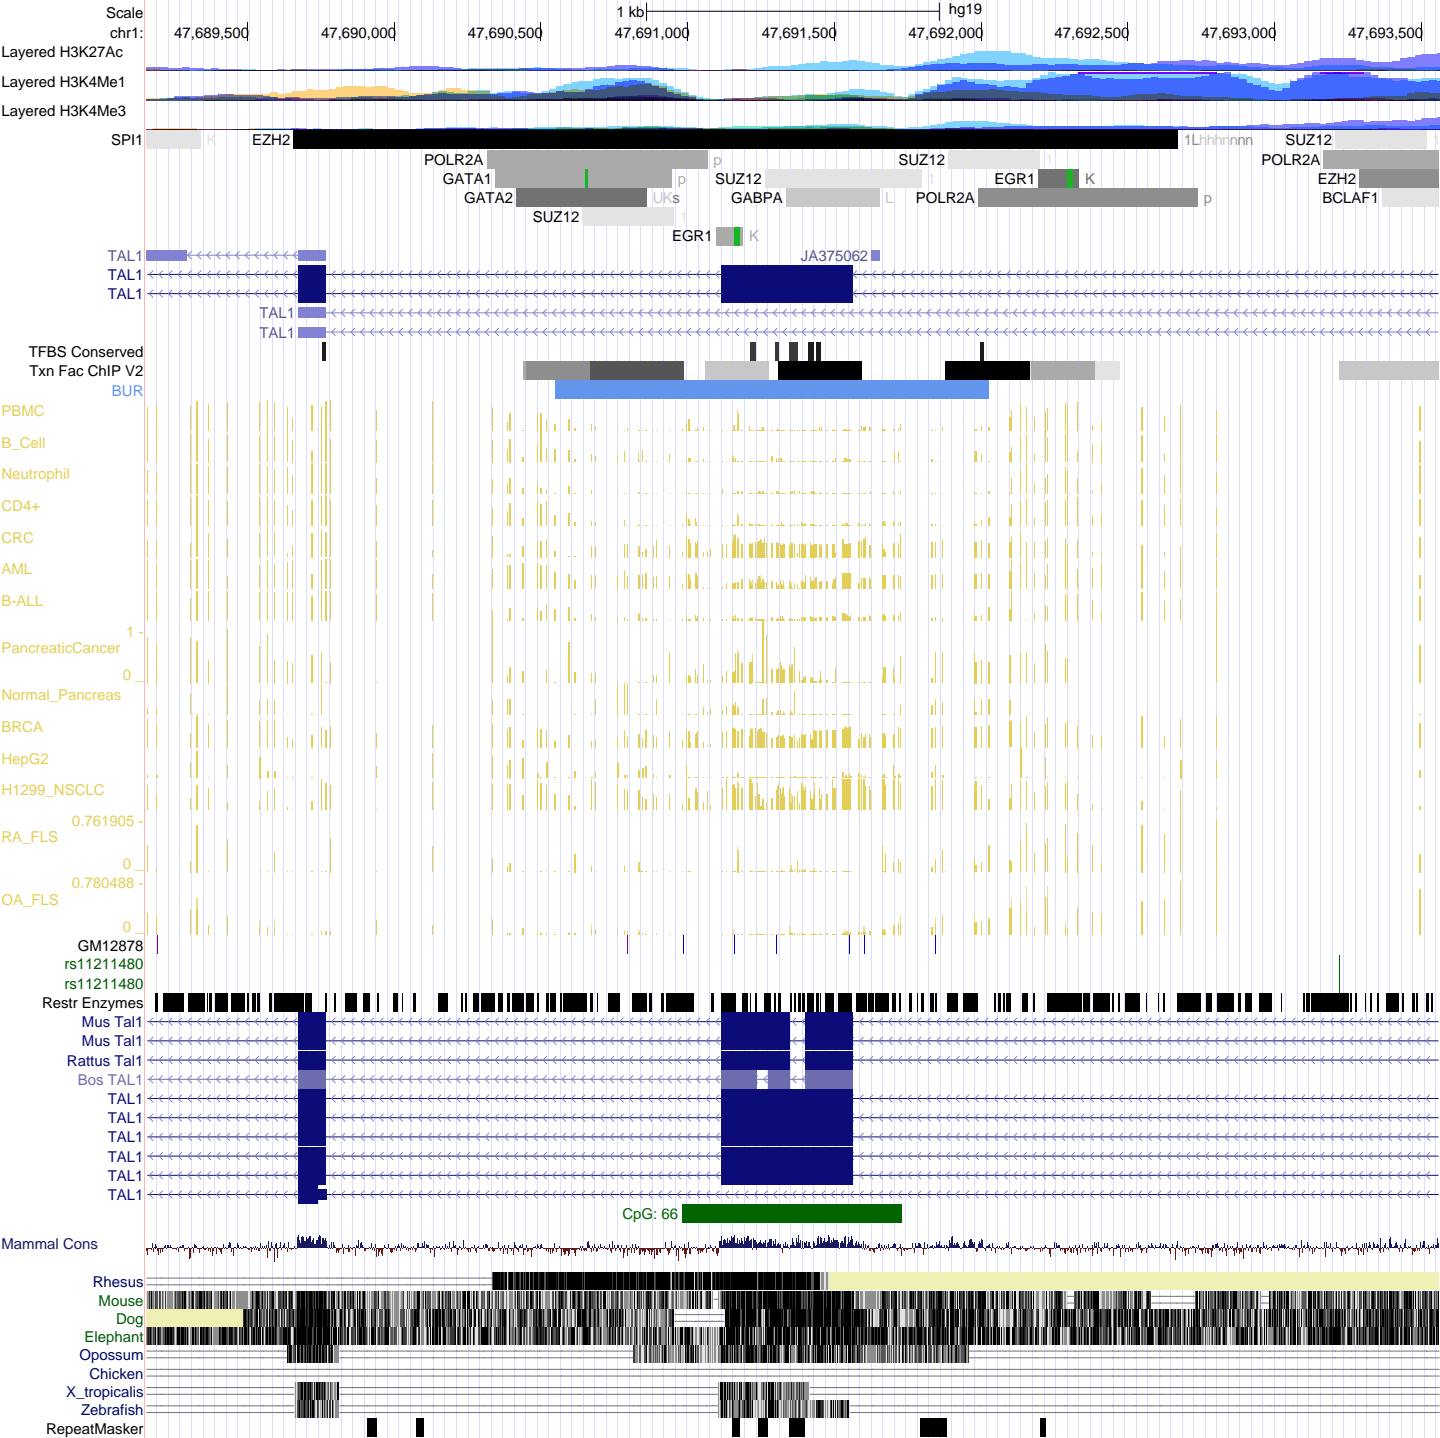 Scale 1 kb hg19
chr1: 47,689,500 47,690,000 47,690,500 47,691,000 47,691,500 47,692,000 47,692,500 47,693,000 47,693,500
Layered H3K27Ac
Layered H3K4Me1
Layered H3K4Me3
SPI1 K EZH2 1Lhhhnnnn SUZ12 1
POLR2A p SUZ12 1 POLR2A
GATA1 p SUZ12 1 EGR1 K EZH2
GATA2 UKs GABPA L POLR2A p BCLAF1
SUZ12 1
EGR1 K
TAL1 JA375062
TAL1
TAL1
TAL1
TAL1
TFBS Conserved
Txn Fac ChIP V2
BUR
PBMC
B_Cell
Neutrophil
CD4+
CRC
AML
B-ALL
1
PancreaticCancer
0
Normal_Pancreas
BRCA
HepG2
H1299_NSCLC
0.761905
RA_FLS
0
0.780488
OA_FLS
0
GM12878
rs11211480
rs11211480
Restr Enzymes
Mus Tal1
Mus Tal1
Rattus Tal1
Bos TAL1
TAL1
TAL1
TAL1
TAL1
TAL1
TAL1
CpG: 66
Mammal Cons
Rhesus
Mouse
Dog
Elephant
Opossum
Chicken
X_tropicalis
Zebrafish
RepeatMasker